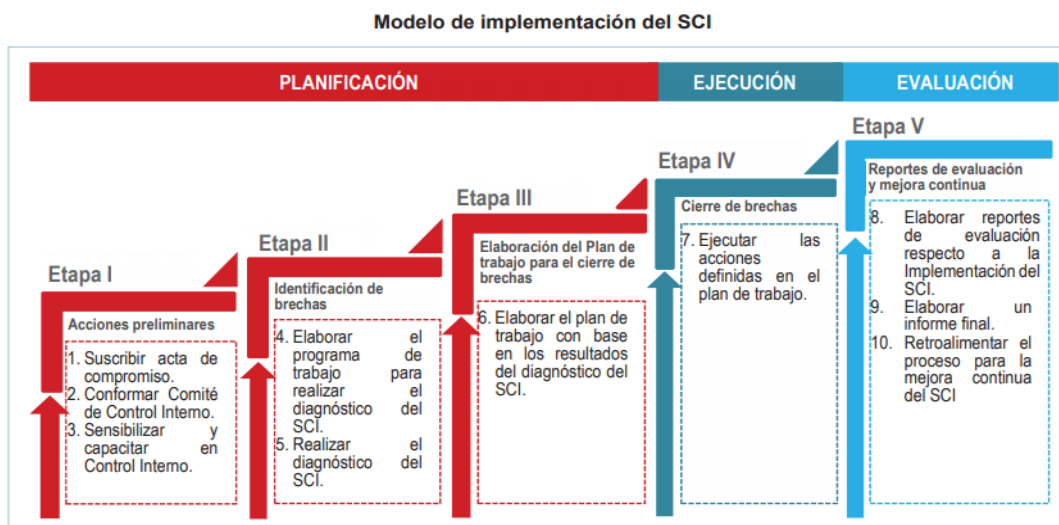 Modelo de implementación del SCI
PLANIFICACIÓN
EJECUCIÓN
EVALUACIÓN
Etapa I
Acciones preliminares
1. Suscribir acta de
compromiso.
2. Conformar Comité
de Control Interno.
3. Sensibilizar y
capacitar en
Control Interno.
Etapa II
Identificación de
brechas
4. Elaborar el
programa de
trabajo para
realizar el
diagnóstico del
SCI.
5. Realizar el
diagnóstico del
SCI.
Etapa III
Elaboración del Plan de
trabajo para el cierre de
brechas
6. Elaborar el plan de
trabajo con base
en los resultados
del diagnóstico del
SCI.
Etapa IV
Cierre de brechas
7. Ejecutar las
acciones
definidas en el
plan de trabajo.
Etapa V
Reportes de evaluación
y mejora continua
8. Elaborar reportes
de evaluación
respecto a la
Implementación del
SCI.
9. Elaborar un
informe final.
10. Retroalimentar el
proceso para la
mejora continua
del SCI